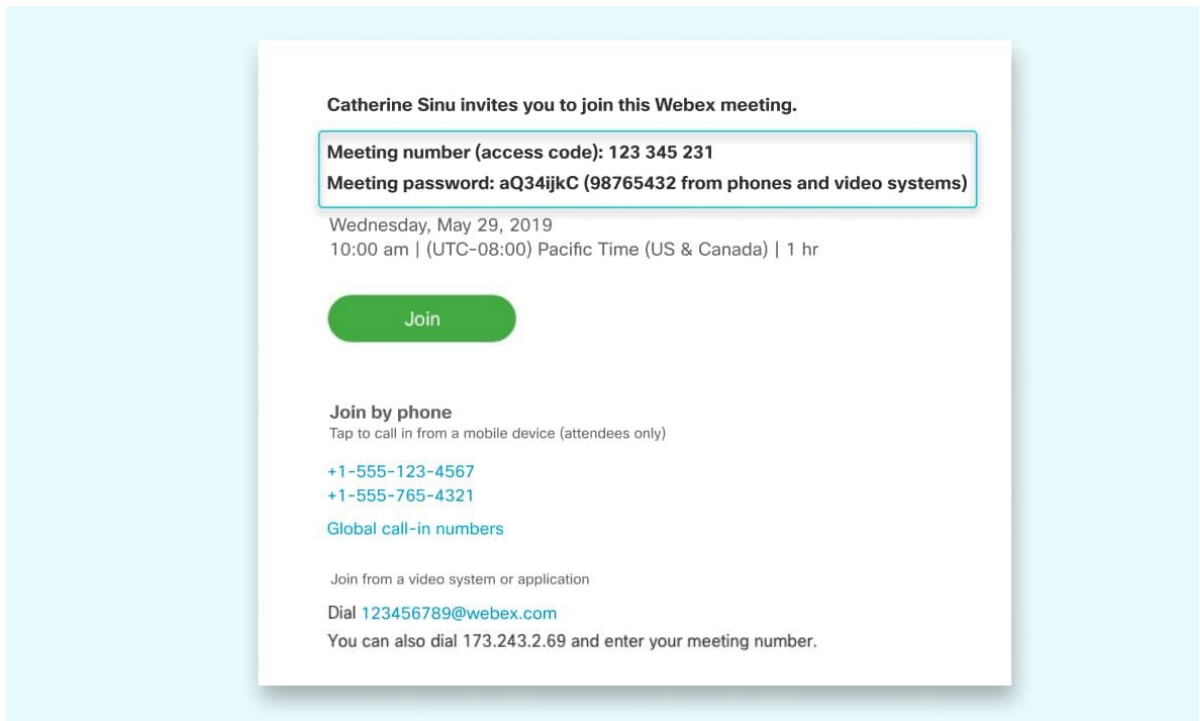 Catherine Sinu invites you to join this Webex meeting.
Meeting number (access code): 123 345 231
Meeting password: aQ34ijkC (98765432 from phones and video systems)
Wednesday, May 29, 2019
10:00 am | (UTC-08:00) Pacific Time (US & Canada) | 1 hr
Join
Join by phone
Tap to call in from a mobile device (attendees only)
+1-555-123-4567
+1-555-765-4321
Global call-in numbers
Join from a video system or application
Dial 123456789@webex.com
You can also dial 173.243.2.69 and enter your meeting number.